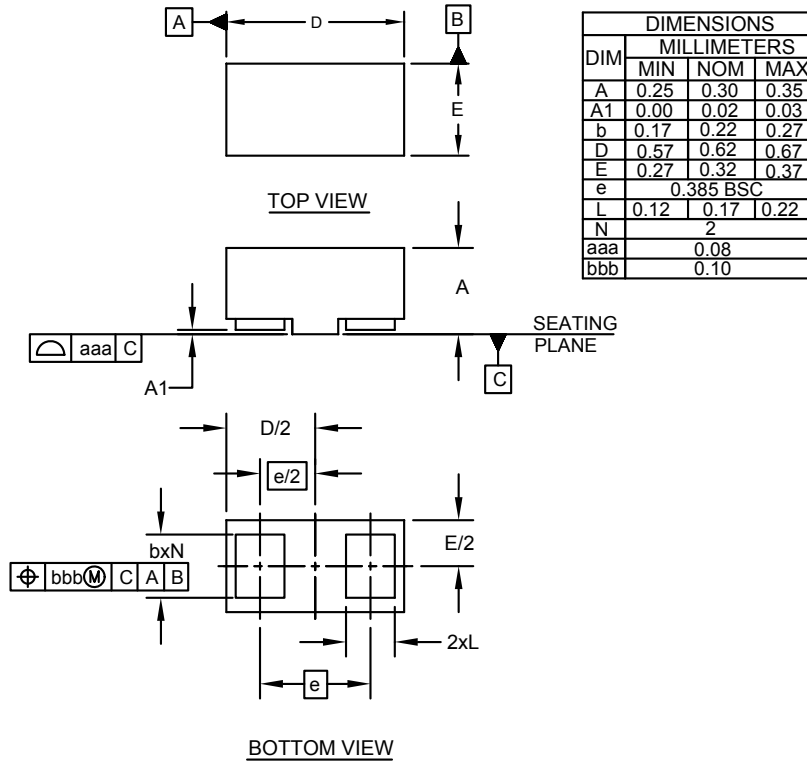 A
D
B
E
TOP VIEW
DIMENSIONS
DIM MILLIMETERS
MIN NOM MAX
A 0.25 0.30 0.35
A1 0.00 0.02 0.03
b 0.17 0.22 0.27
D 0.57 0.62 0.67
E 0.27 0.32 0.37
e 0.385 BSC
L 0.12 0.17 0.22
N 2
aaa 0.08
bbb 0.10
A
SEATING
PLANE
aaa C
C
A1
D/2
e/2
bxN
E/2
⌖ bbbⓂ C A B
2xL
e
BOTTOM VIEW